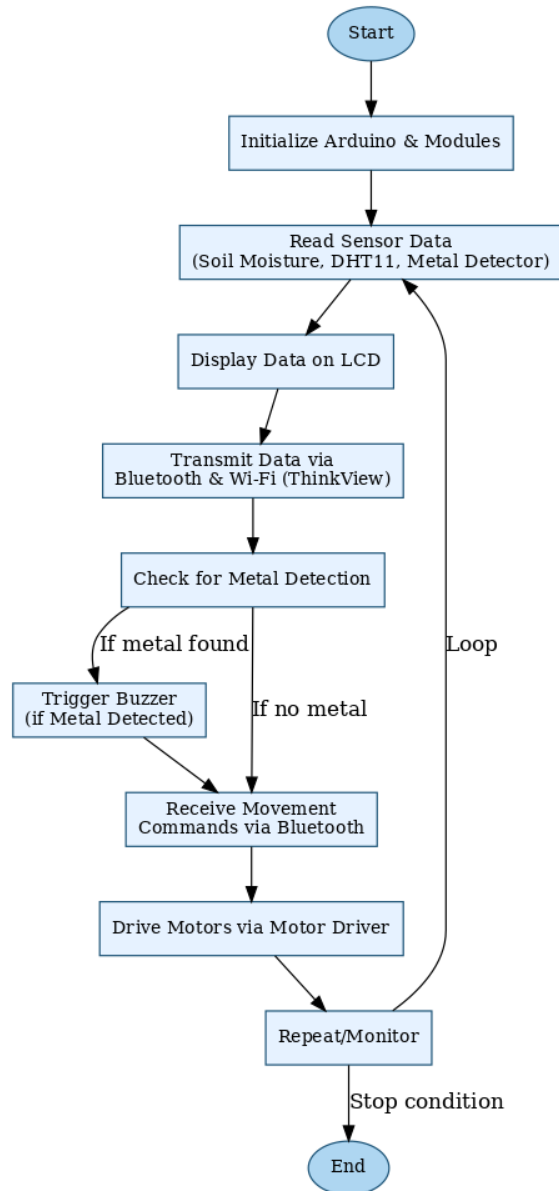 Start
Initialize Arduino & Modules
Read Sensor Data
(Soil Moisture, DHT11, Metal Detector)
Display Data on LCD
Transmit Data via
Bluetooth & Wi-Fi (ThinkView)
Check for Metal Detection
If metal found
Loop
Trigger Buzzer
(if Metal Detected)
If no metal
Receive Movement
Commands via Bluetooth
Drive Motors via Motor Driver
Repeat/Monitor
Stop condition
End